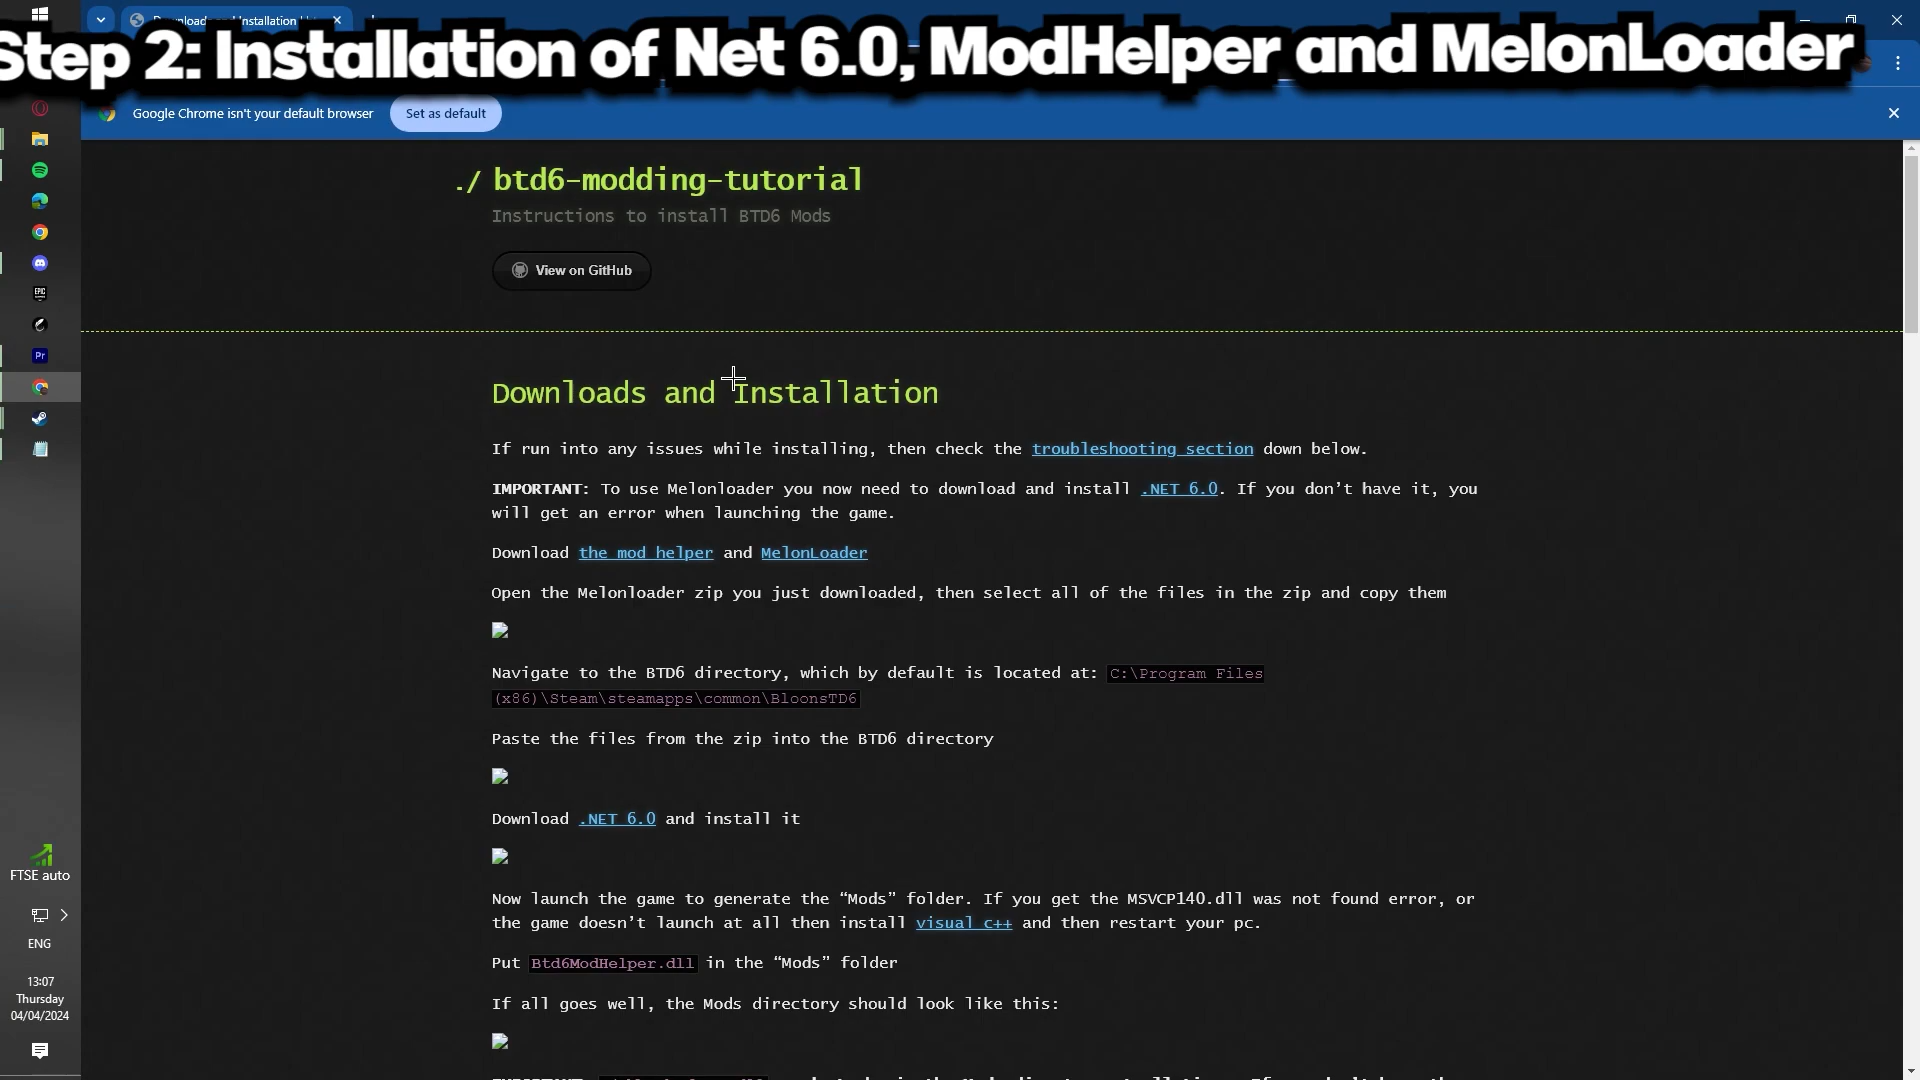 Downloads and Installation
Step 2: Installation of Net 6.0, ModHelper and MelonLoader
Google Chrome isn't your default browser
Set as default
./ btd6-modding-tutorial
Instructions to install BTD6 Mods
View on GitHub
Downloads and Installation
If run into any issues while installing, then check the troubleshooting section down below.
IMPORTANT: To use Melonloader you now need to download and install .NET 6.0. If you don’t have it, you
will get an error when launching the game.
Download the mod helper and MelonLoader
Open the Melonloader zip you just downloaded, then select all of the files in the zip and copy them
Navigate to the BTD6 directory, which by default is located at: C:\Program Files
(x86)\Steam\steamapps\common\BloonsTD6
Paste the files from the zip into the BTD6 directory
Download .NET 6.0 and install it
Now launch the game to generate the “Mods” folder. If you get the MSVCP140.dll was not found error, or
the game doesn’t launch at all then install visual c++ and then restart your pc.
Put Btd6ModHelper.dll in the “Mods” folder
If all goes well, the Mods directory should look like this:
EPIC
Pr
FTSE auto
ENG
13:07
Thursday
04/04/2024